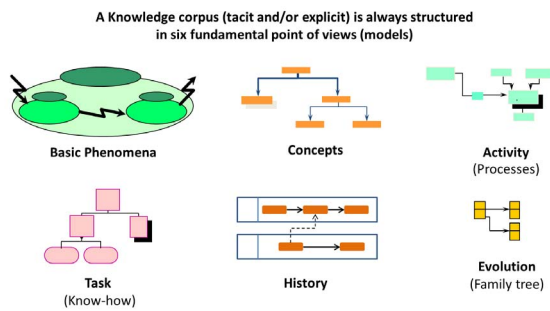 A Knowledge corpus (tacit and/or explicit) is always structured
in six fundamental point of views (models)
Basic Phenomena
Concepts
Activity
(Processes)
Task
(Know-how)
History
Evolution
(Family tree)